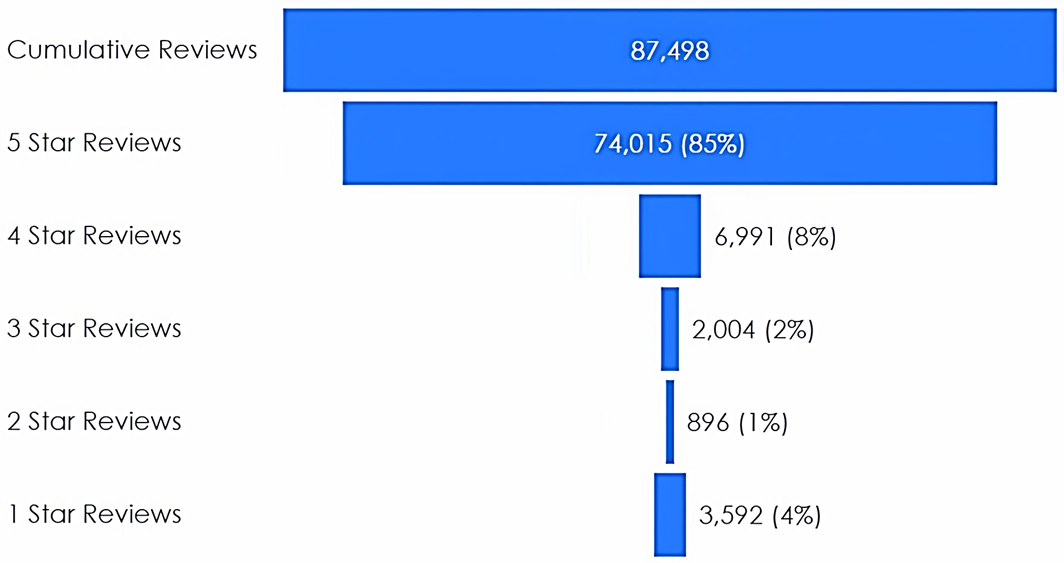 Cumulative Reviews 87,498
5 Star Reviews 74,015 (85%)
4 Star Reviews 6,991 (8%)
3 Star Reviews 2,004 (2%)
2 Star Reviews 896 (1%)
1 Star Reviews 3,592 (4%)